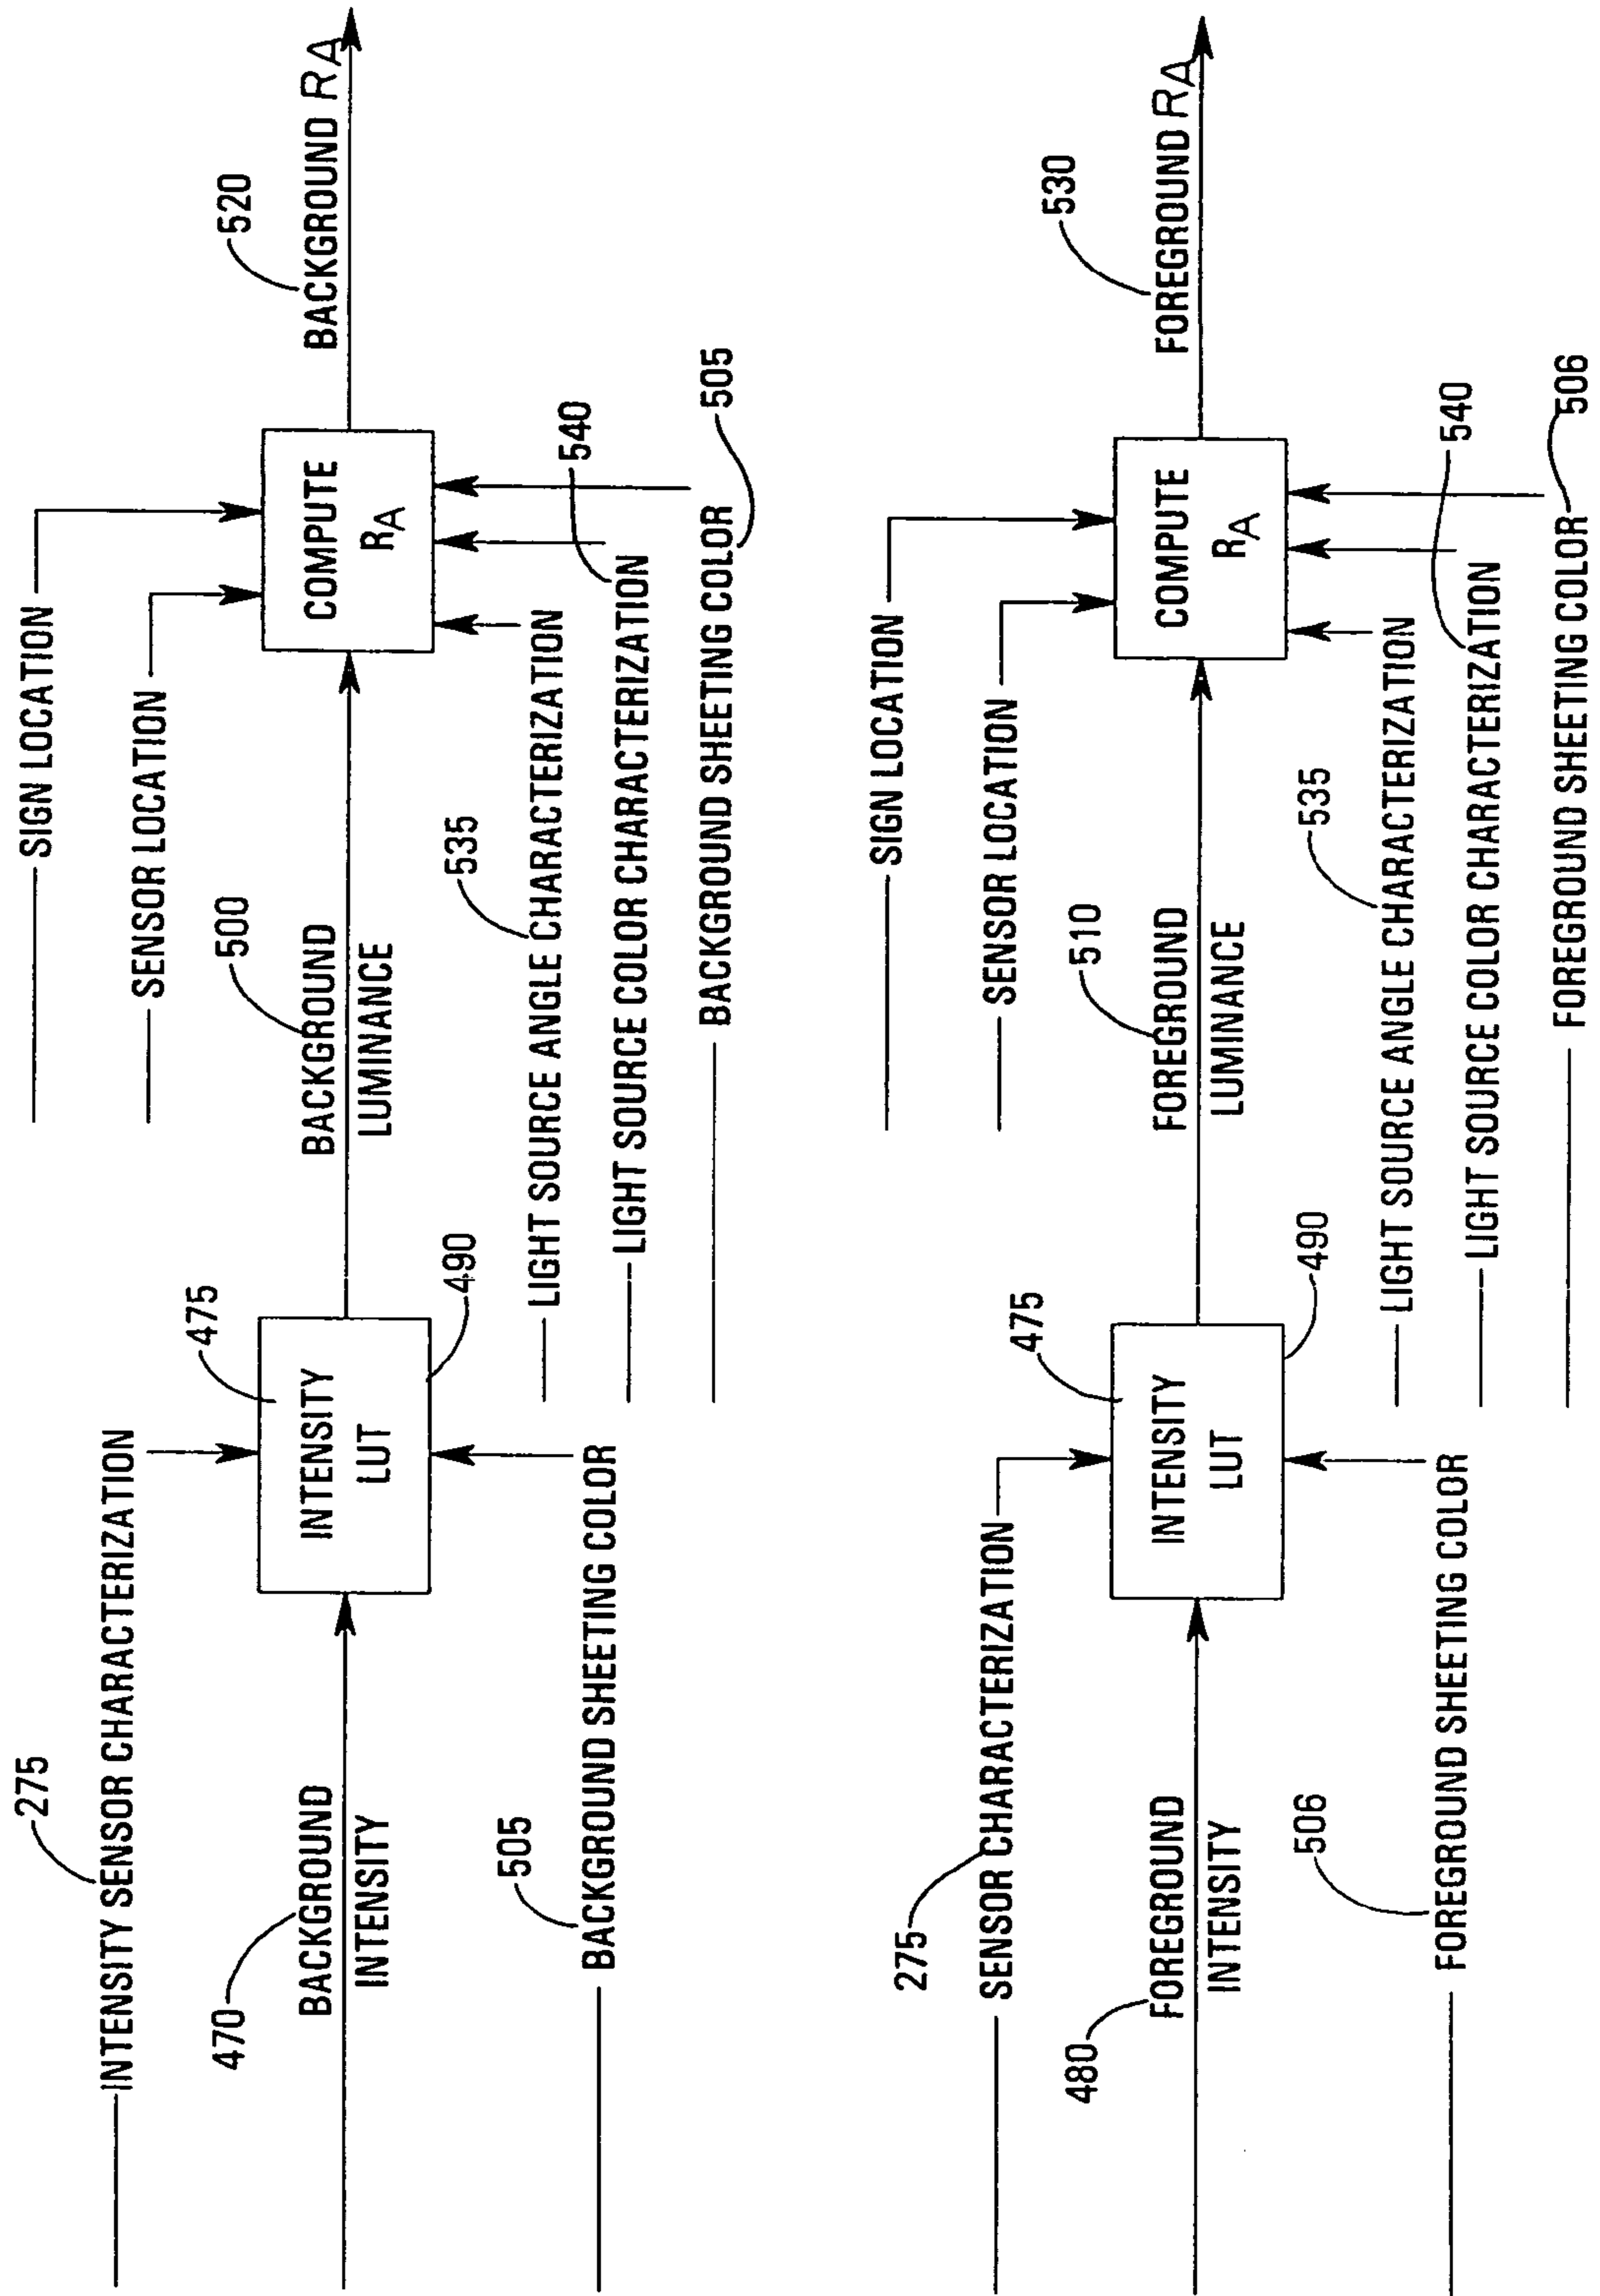 275
INTENSITY SENSOR CHARACTERIZATION
470
BACKGROUND
INTENSITY
505
BACKGROUND SHEETING COLOR
475
INTENSITY
LUT
490
SIGN LOCATION
SENSOR LOCATION
500
BACKGROUND
LUMINANCE
535
LIGHT SOURCE ANGLE CHARACTERIZATION
540
LIGHT SOURCE COLOR CHARACTERIZATION
505
BACKGROUND SHEETING COLOR
COMPUTE
RA
520
BACKGROUND RA
275
SENSOR CHARACTERIZATION
480
FOREGROUND
INTENSITY
506
FOREGROUND SHEETING COLOR
475
INTENSITY
LUT
490
SIGN LOCATION
SENSOR LOCATION
510
FOREGROUND
LUMINANCE
535
LIGHT SOURCE ANGLE CHARACTERIZATION
540
LIGHT SOURCE COLOR CHARACTERIZATION
506
FOREGROUND SHEETING COLOR
COMPUTE
RA
530
FOREGROUND RA